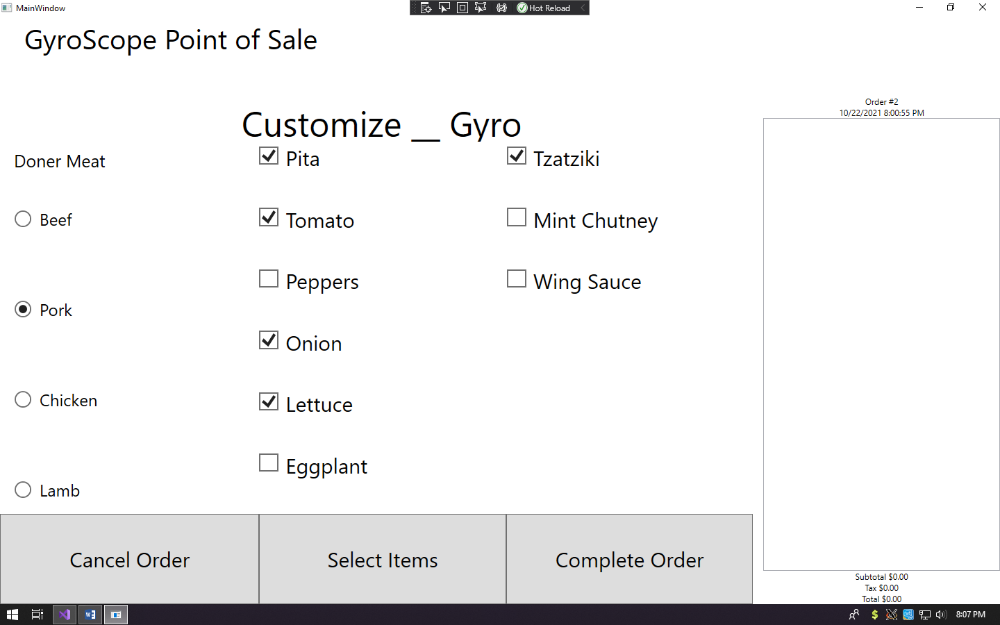 MainWindow
Hot Reload
GyroScope Point of Sale
Customize __ Gyro
Doner Meat
Beef
Pork
Chicken
Lamb
Pita
Tomato
Peppers
Onion
Lettuce
Eggplant
Tzatziki
Mint Chutney
Wing Sauce
Order #2
10/22/2021 8:00:55 PM
Subtotal $0.00
Tax $0.00
Total $0.00
Cancel Order
Select Items
Complete Order
8:07 PM